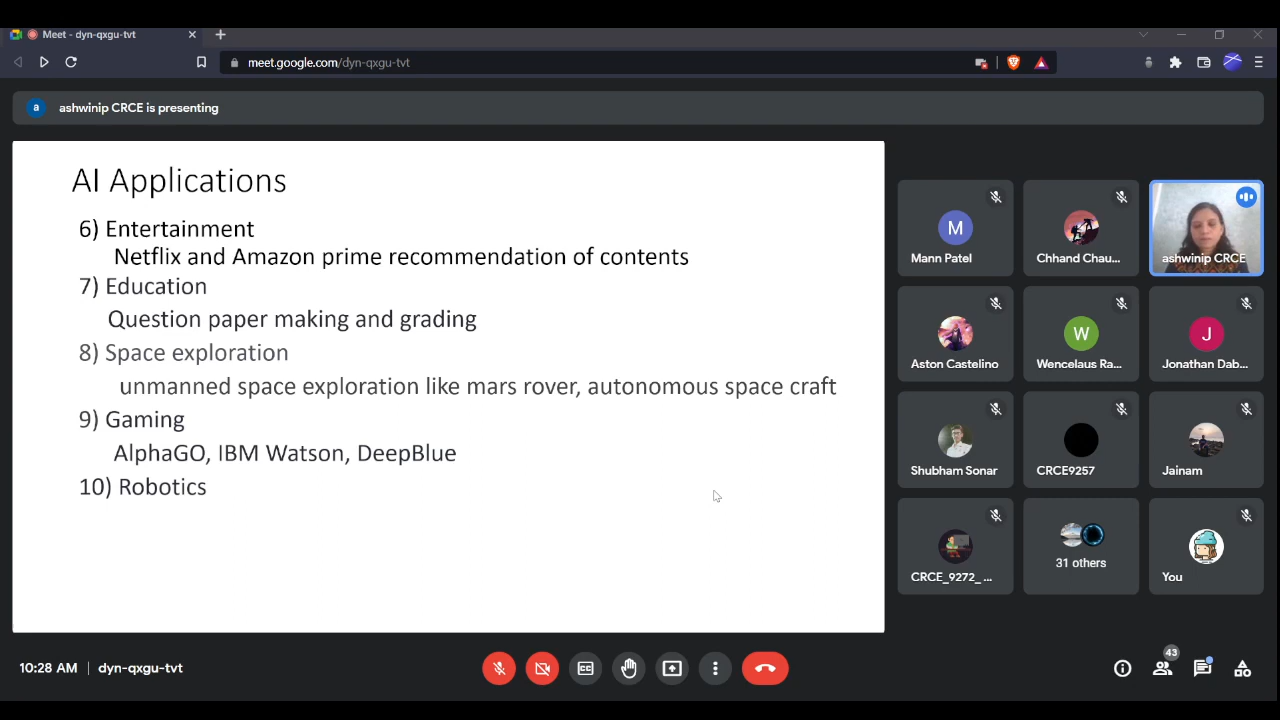 Meet - dyn-qxgu-tvt
meet.google.com/dyn-qxgu-tvt
a ashwinip CRCE is presenting
AI Applications
6) Entertainment
Netflix and Amazon prime recommendation of contents
7) Education
Question paper making and grading
8) Space exploration
unmanned space exploration like mars rover, autonomous space craft
9) Gaming
AlphaGO, IBM Watson, DeepBlue
10) Robotics
M
Mann Patel
Chhand Chau...
ashwinip CRCE
Aston Castelino
W
Wencelaus Ra...
J
Jonathan Dab...
Shubham Sonar
CRCE9257
Jainam
CRCE_9272_ ...
31 others
You
10:28 AM | dyn-qxgu-tvt
CC
43